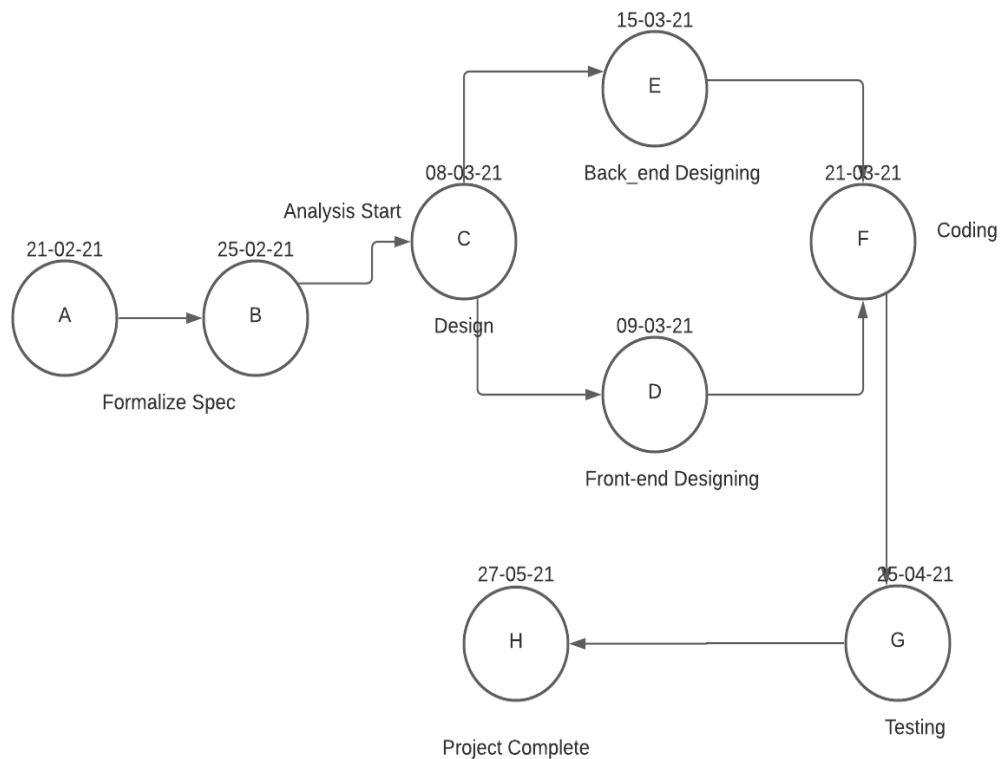 15-03-21
E
Back_end Designing
08-03-21
21-03-21
Analysis Start
C
F
Coding
21-02-21
25-02-21
A
B
Design
09-03-21
D
Formalize Spec
Front-end Designing
27-05-21
25-04-21
H
G
Testing
Project Complete